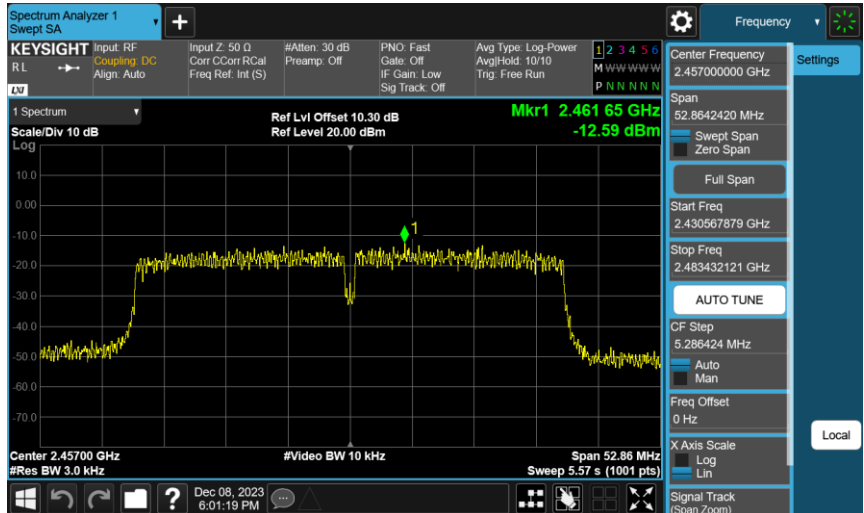 Spectrum Analyzer 1
Swept SA
Frequency
KEYSIGHT
RL
LXI
Input: RF
Coupling: DC
Align: Auto
Input Z: 50 Ω
Corr CCorr RCal
Freq Ref: Int (S)
#Atten: 30 dB
Preamp: Off
PNO: Fast
Gate: Off
IF Gain: Low
Sig Track: Off
Avg Type: Log-Power
Avg|Hold: 10/10
Trig: Free Run
1 2 3 4 5 6
M W W W W W
P N N N N N
1 Spectrum
Scale/Div 10 dB
Ref Lvl Offset 10.30 dB
Ref Level 20.00 dBm
Mkr1 2.461 65 GHz
-12.59 dBm
Log
10.0
0.00
-10.0
-20.0
-30.0
-40.0
-50.0
-60.0
-70.0
1
Center 2.45700 GHz
#Res BW 3.0 kHz
#Video BW 10 kHz
Span 52.86 MHz
Sweep 5.57 s (1001 pts)
Dec 08, 2023
6:01:19 PM
Center Frequency
2.457000000 GHz
Span
52.8642420 MHz
Swept Span
Zero Span
Full Span
Start Freq
2.430567879 GHz
Stop Freq
2.483432121 GHz
AUTO TUNE
CF Step
5.286424 MHz
Auto
Man
Freq Offset
0 Hz
X Axis Scale
Log
Lin
Signal Track
(Span Zoom)
Settings
Local